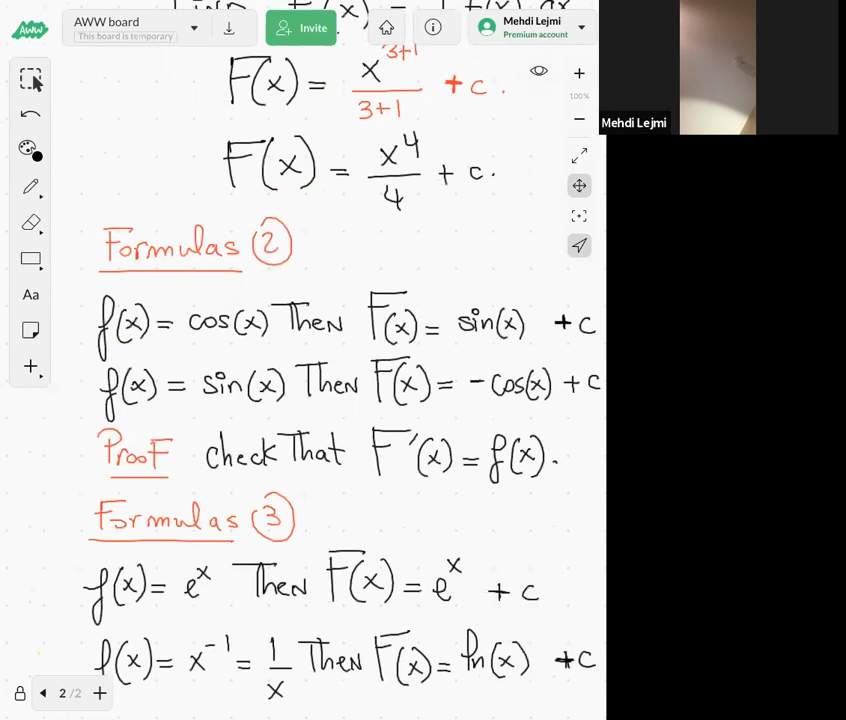 AWW
AWW board
This board is temporary
Invite
Mehdi Lejmi
Premium account
F(x) = x^3+1 / 3+1 + c.
100%
Mehdi Lejmi
F(x) = x^4 / 4 + c.
Formulas ②
f(x) = cos(x) Then F(x) = sin(x) + c
Aa
f(x) = sin(x) Then F(x) = -cos(x) + c
Proof check that F'(x) = f(x).
Formulas ③
f(x) = e^x Then F(x) = e^x + c
f(x) = x^-1 = 1/x Then F(x) = ln(x) + c
2 / 2